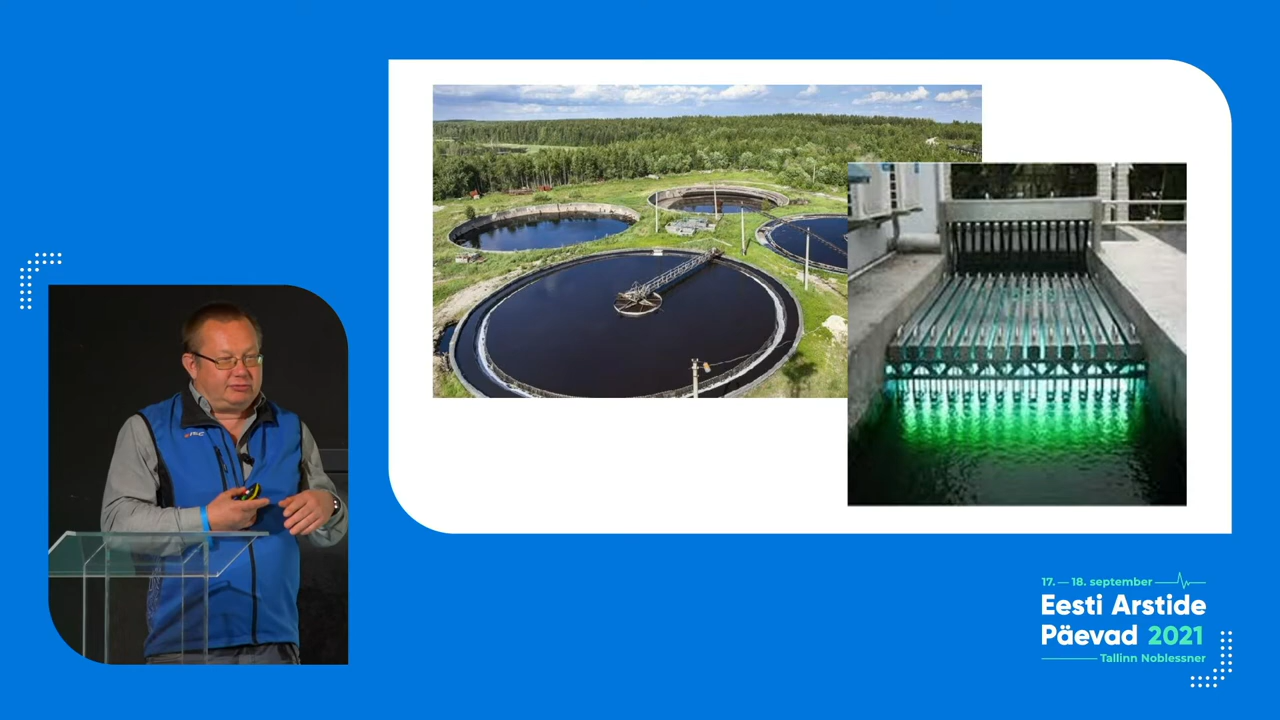 17. — 18. september
Eesti Arstide
Päevad 2021
Tallinn Noblessner